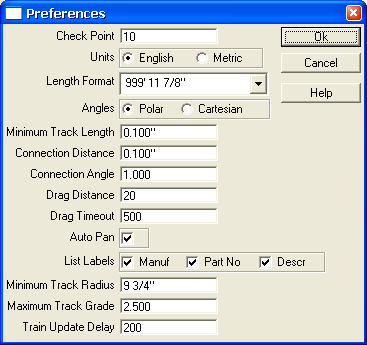 Preferences
Check Point 10 Ok
Units English Metric Cancel
Length Format 999' 11 7/8" Help
Angles Polar Cartesian
Minimum Track Length 0.100"
Connection Distance 0.100"
Connection Angle 1.000
Drag Distance 20
Drag Timeout 500
Auto Pan
List Labels Manuf Part No Descr
Minimum Track Radius 9 3/4"
Maximum Track Grade 2.500
Train Update Delay 200